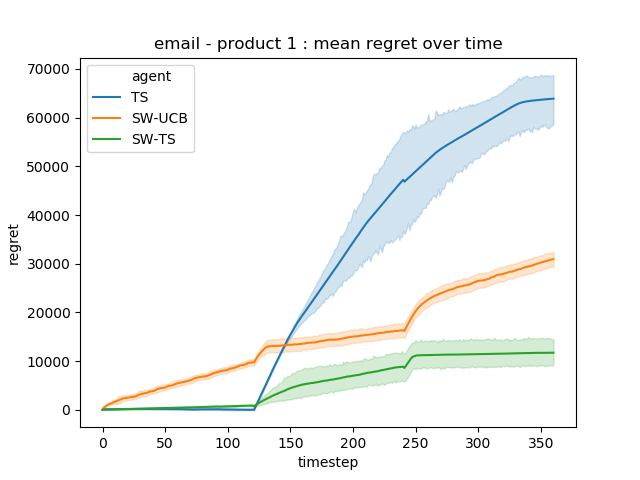 email - product 1 : mean regret over time
agent
TS
SW-UCB
SW-TS
regret
70000
60000
50000
40000
30000
20000
10000
0
0 50 100 150 200 250 300 350
timestep